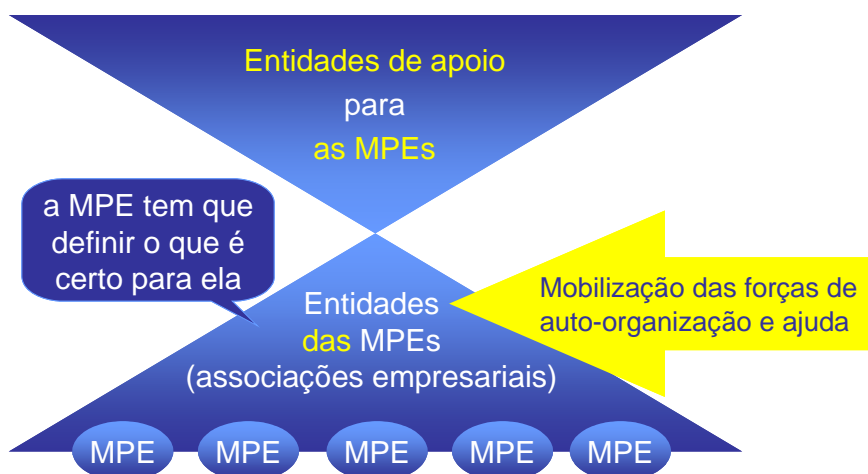 Entidades de apoio
para
as MPEs
a MPE tem que
definir o que é
certo para ela
Entidades
das MPEs
(associações empresariais)
Mobilização das forças de
auto-organização e ajuda
MPE
MPE
MPE
MPE
MPE